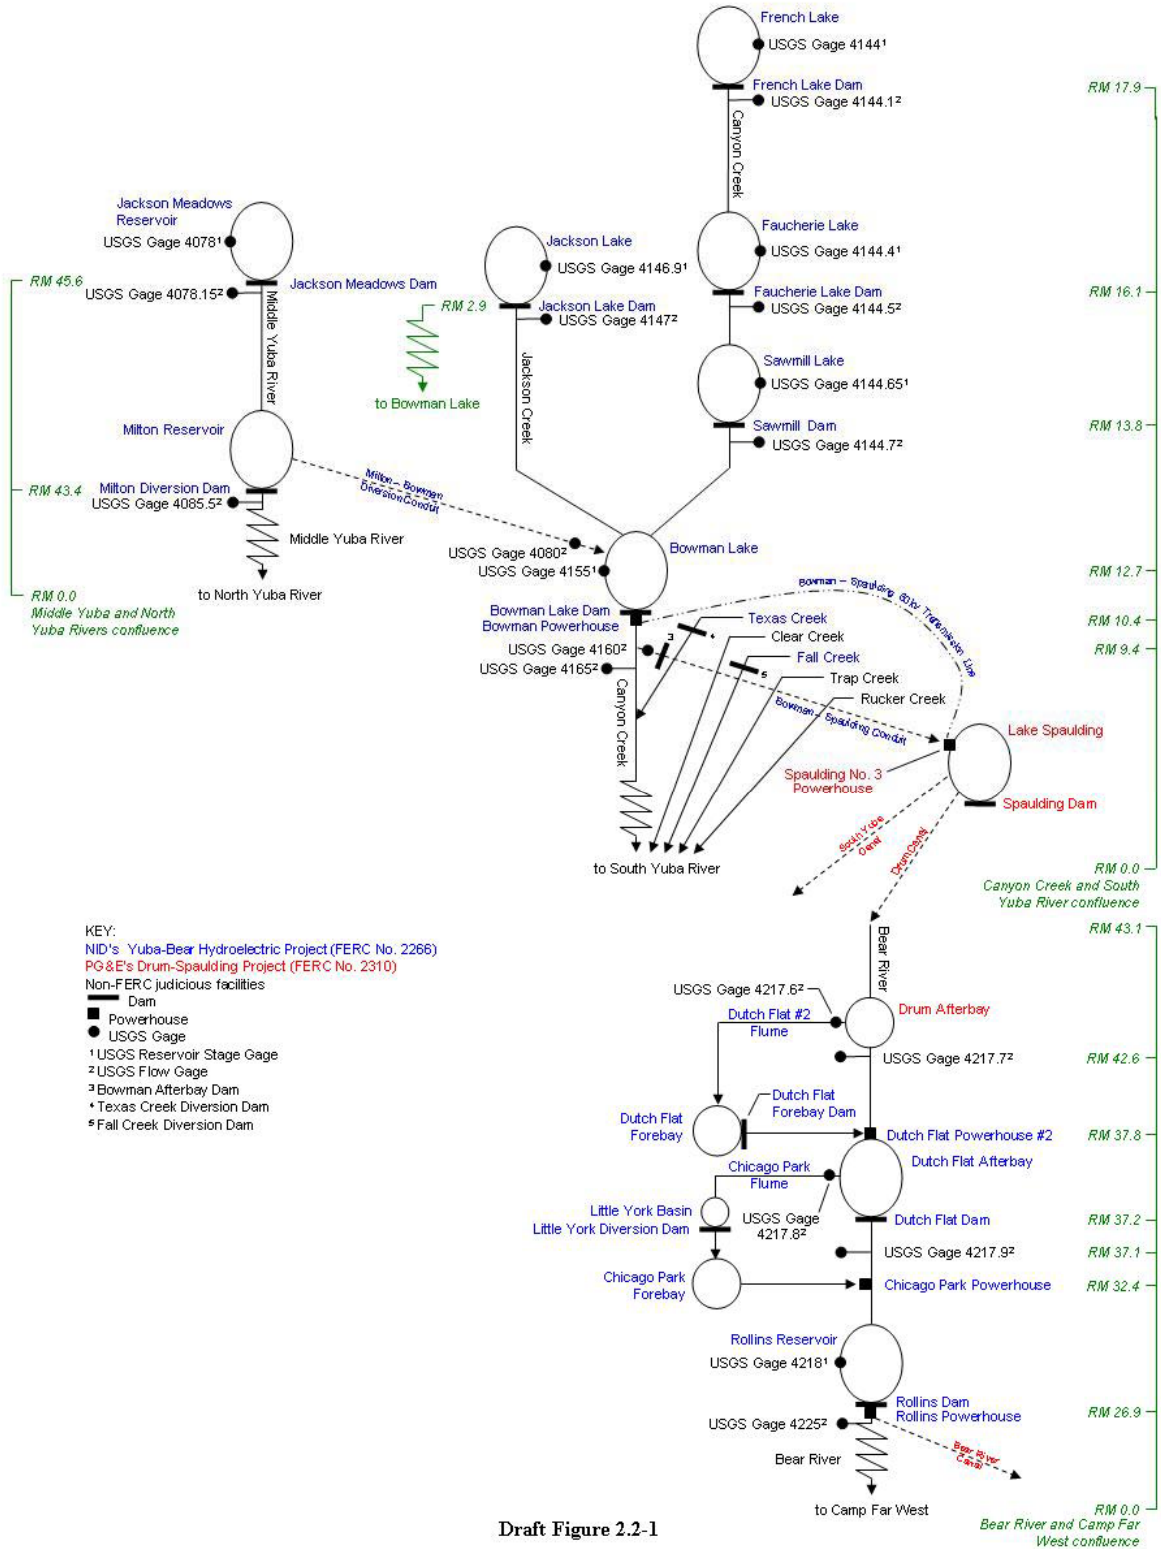 French Lake
USGS Gage 4144¹
French Lake Dam
USGS Gage 4144.1²
RM 17.9
Canyon Creek
Jackson Meadows
Reservoir
USGS Gage 4078¹
Jackson Meadows Dam
USGS Gage 4078.15²
RM 45.6
Middle Yuba River
Jackson Lake
USGS Gage 4146.9¹
Jackson Lake Dam
USGS Gage 4147²
RM 2.9
to Bowman Lake
Jackson Creek
Faucherie Lake
USGS Gage 4144.4¹
Faucherie Lake Dam
USGS Gage 4144.5²
RM 16.1
Sawmill Lake
USGS Gage 4144.65¹
Sawmill Dam
USGS Gage 4144.7²
RM 13.8
Milton Reservoir
Milton Diversion Dam
USGS Gage 4085.5²
RM 43.4
Middle Yuba River
to North Yuba River
RM 0.0
Middle Yuba and North
Yuba Rivers confluence
Milton – Bowman
Diversion Conduit
USGS Gage 4080²
USGS Gage 4155¹
Bowman Lake
RM 12.7
Bowman Lake Dam
Bowman Powerhouse
RM 10.4
USGS Gage 4160²
USGS Gage 4165²
RM 9.4
Canyon Creek
3
4
5
Texas Creek
Clear Creek
Fall Creek
Trap Creek
Rucker Creek
Bowman – Spaulding 60kv Transmission Line
Bowman – Spaulding Conduit
Lake Spaulding
Spaulding No. 3
Powerhouse
Spaulding Dam
South Yuba
Canal
Drum Canal
to South Yuba River
RM 0.0
Canyon Creek and South
Yuba River confluence
KEY:
NID's Yuba-Bear Hydroelectric Project (FERC No. 2266)
PG&E's Drum-Spaulding Project (FERC No. 2310)
Non-FERC judicious facilities
Dam
Powerhouse
USGS Gage
¹ USGS Reservoir Stage Gage
² USGS Flow Gage
³ Bowman Afterbay Dam
⁴ Texas Creek Diversion Dam
⁵ Fall Creek Diversion Dam
RM 43.1
Bear River
USGS Gage 4217.6²
Drum Afterbay
Dutch Flat #2
Flume
USGS Gage 4217.7²
RM 42.6
Dutch Flat
Forebay Dam
Dutch Flat
Forebay
Dutch Flat Powerhouse #2
RM 37.8
Dutch Flat Afterbay
Chicago Park
Flume
Little York Basin
Little York Diversion Dam
USGS Gage
4217.8²
Dutch Flat Dam
RM 37.2
USGS Gage 4217.9²
RM 37.1
Chicago Park
Forebay
Chicago Park Powerhouse
RM 32.4
Rollins Reservoir
USGS Gage 4218¹
Rollins Dam
Rollins Powerhouse
RM 26.9
USGS Gage 4225²
Bear River
Canal
Bear River
to Camp Far West
RM 0.0
Bear River and Camp Far
West confluence
Draft Figure 2.2-1